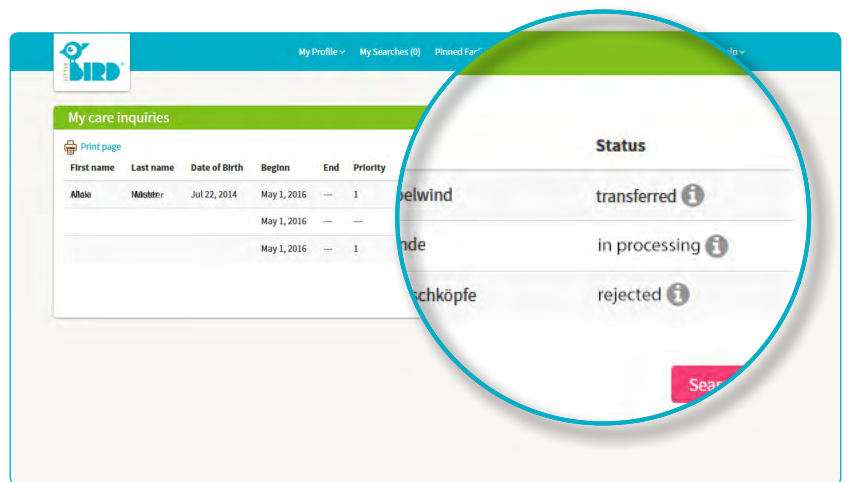 LITTLE BIRD
My Profile My Searches (0) Pinned
My care inquiries
Print page
First name Last name Date of Birth Beginn End Priority Status
Jul 22, 2014 May 1, 2016 --- 1 pelwind transferred
May 1, 2016 --- --- nde in processing
May 1, 2016 --- 1 schköpfe rejected